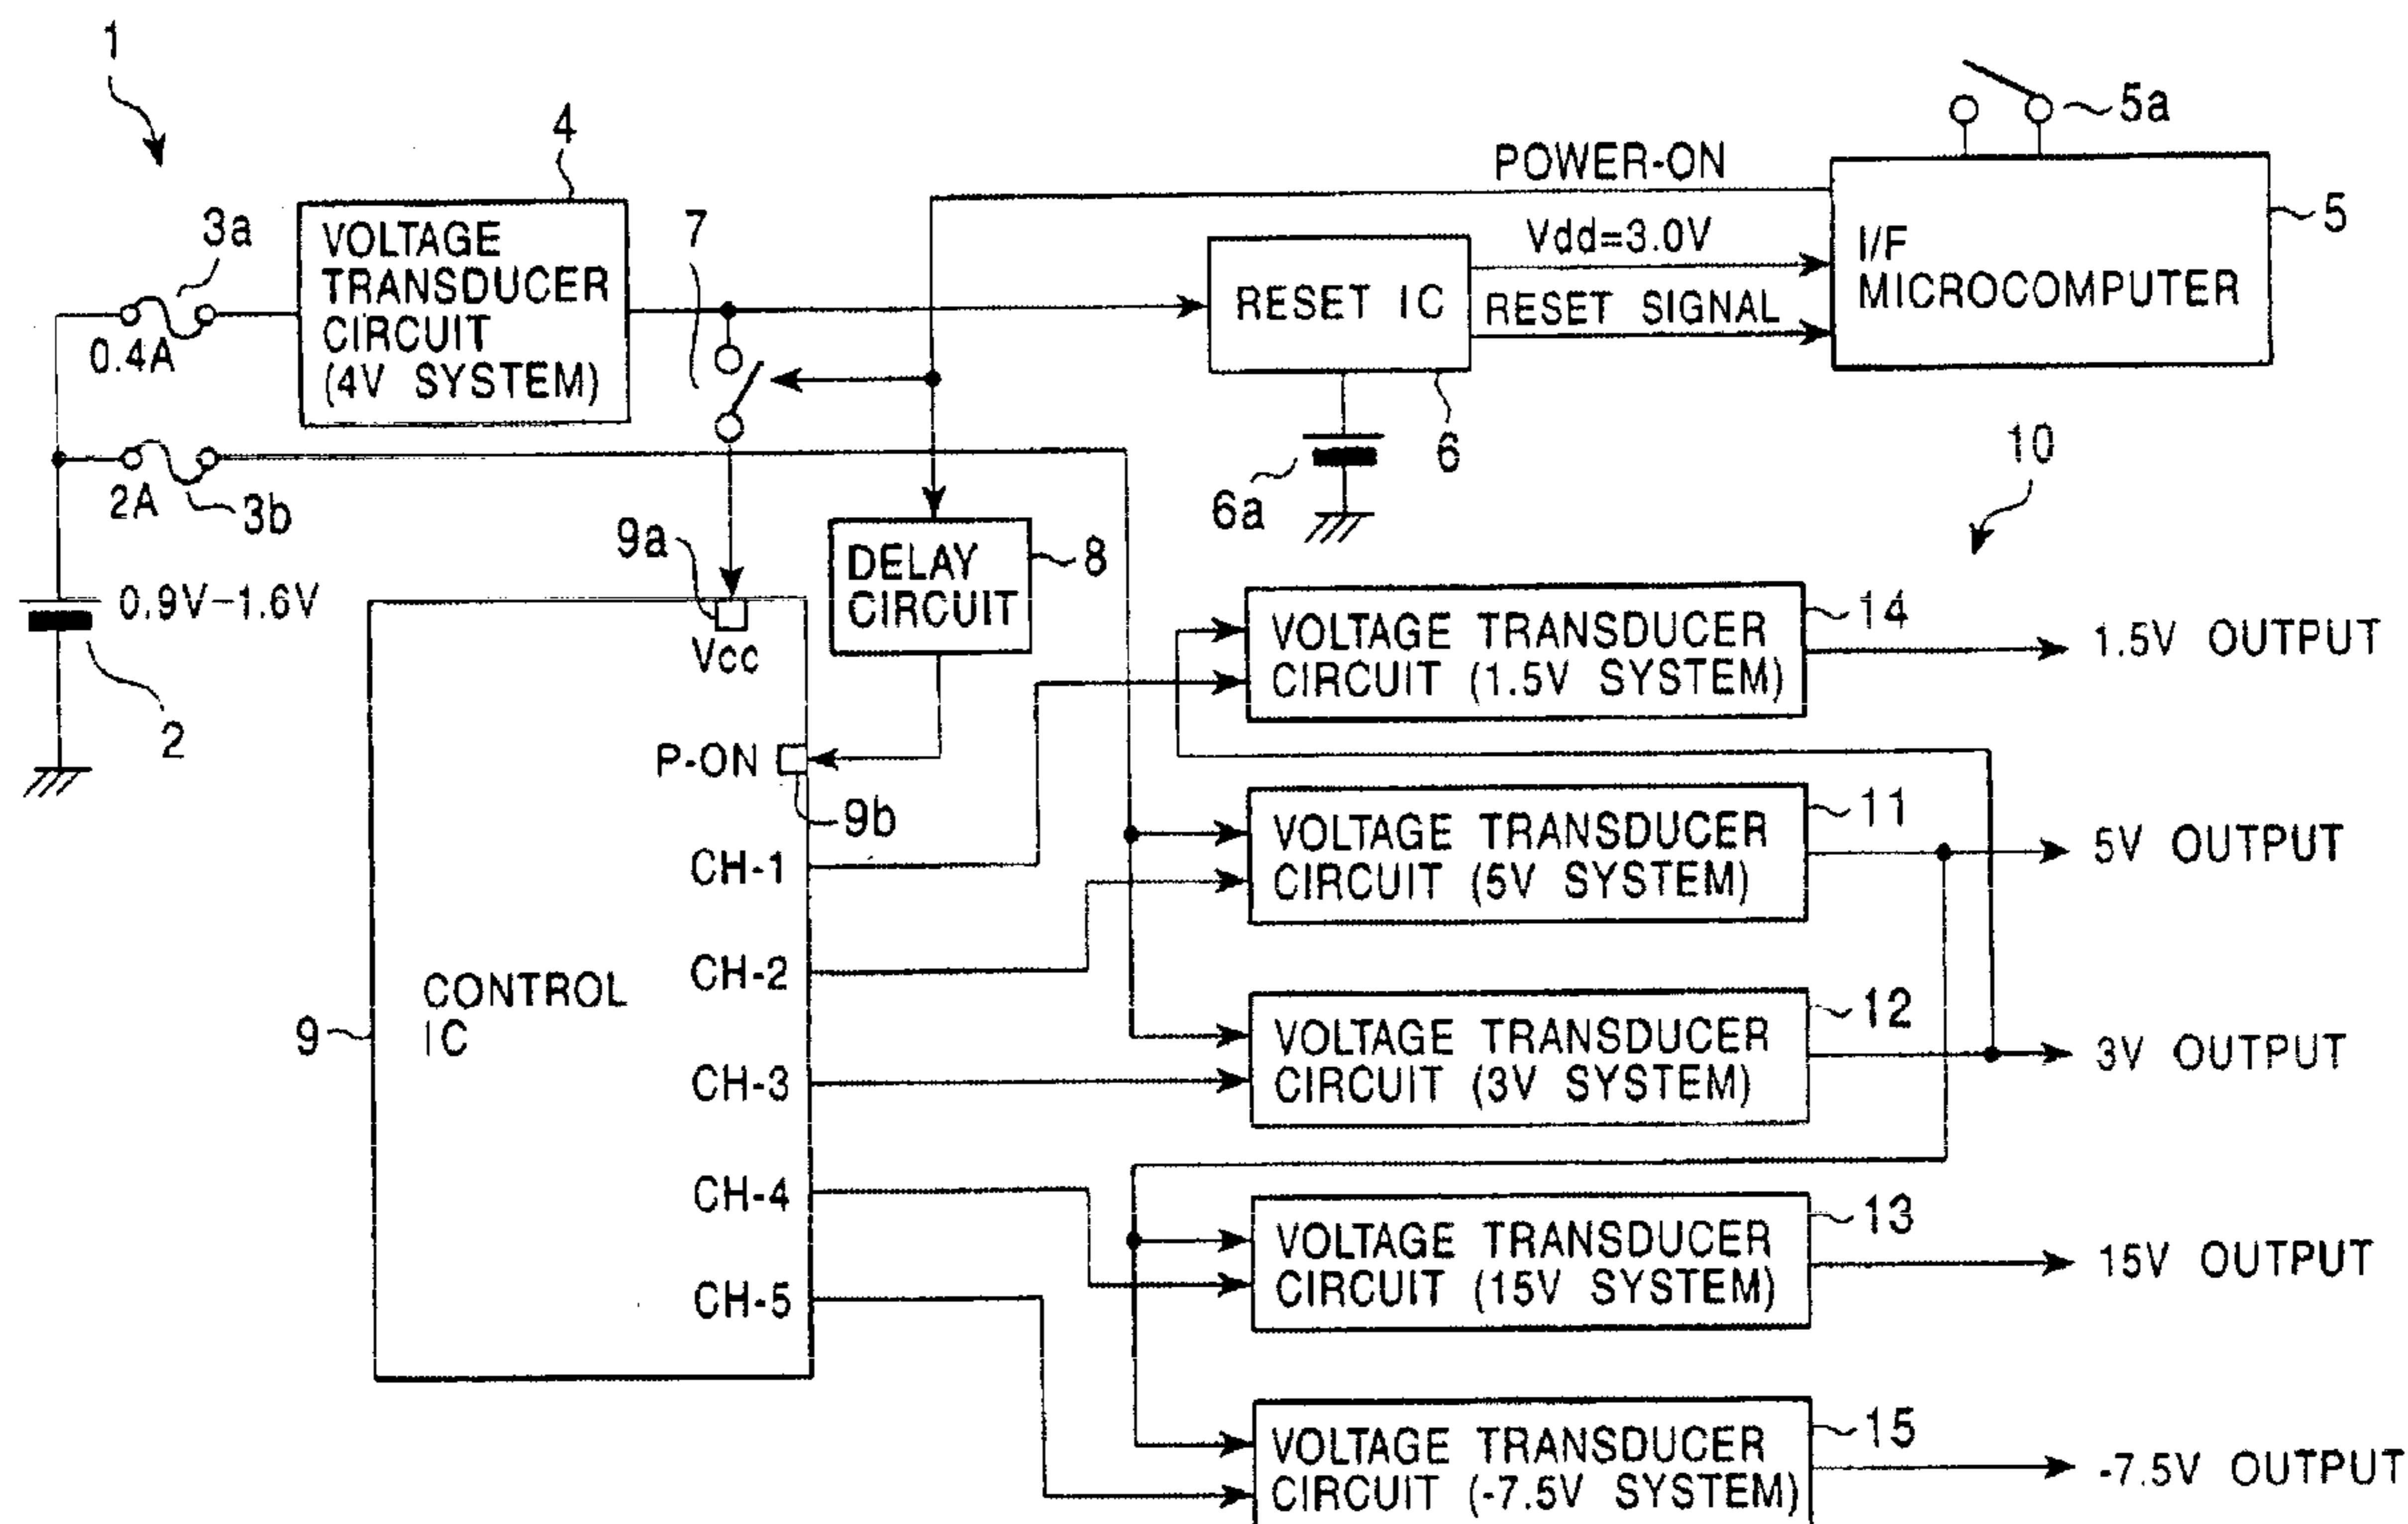 1
4
5a
POWER-ON
3a
7
VOLTAGE
TRANSDUCER
CIRCUIT
(4V SYSTEM)
Vdd=3.0V
5
I/F
MICROCOMPUTER
RESET IC
RESET SIGNAL
0.4A
6
6a
10
2A
3b
9a
DELAY
CIRCUIT
8
0.9V-1.6V
Vcc
VOLTAGE TRANSDUCER
CIRCUIT (1.5V SYSTEM)
14
1.5V OUTPUT
2
P-ON
9b
VOLTAGE TRANSDUCER
CIRCUIT (5V SYSTEM)
11
5V OUTPUT
CH-1
CH-2
CONTROL
IC
9
VOLTAGE TRANSDUCER
CIRCUIT (3V SYSTEM)
12
3V OUTPUT
CH-3
CH-4
VOLTAGE TRANSDUCER
CIRCUIT (15V SYSTEM)
13
15V OUTPUT
CH-5
VOLTAGE TRANSDUCER
CIRCUIT (-7.5V SYSTEM)
15
-7.5V OUTPUT